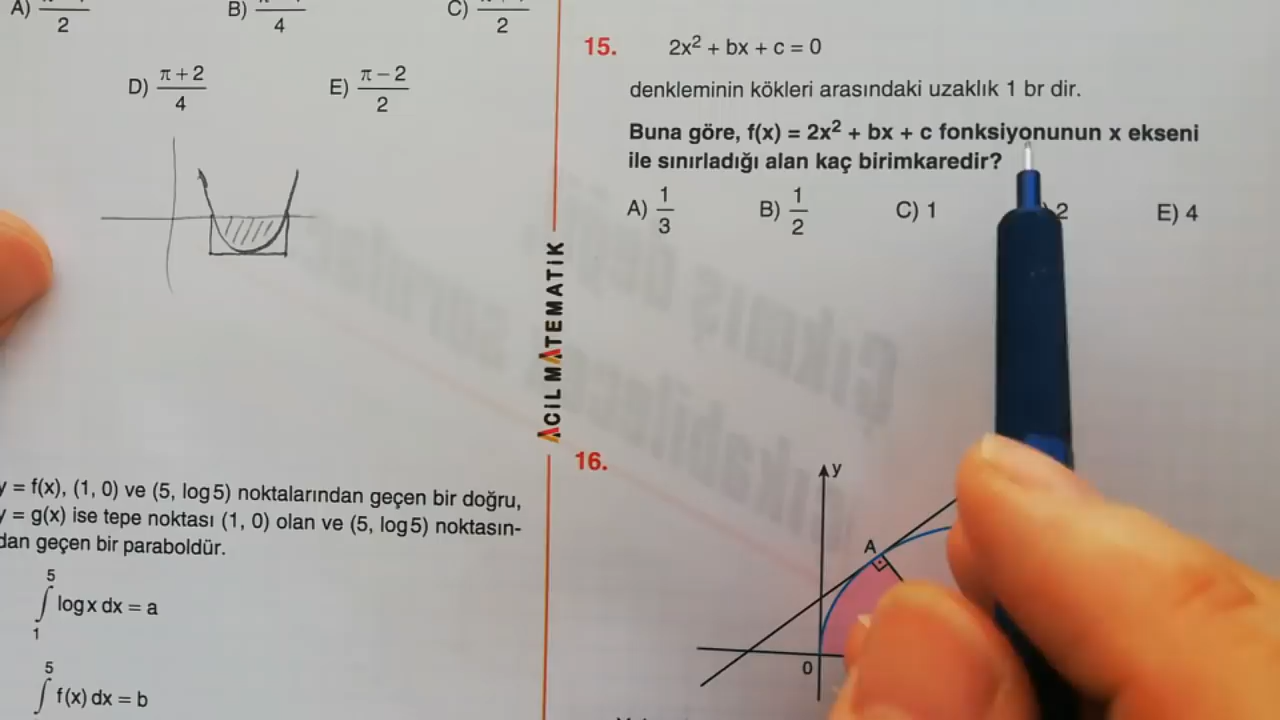 A) 2
B) 4
C) 2
D) π + 2 / 4
E) π − 2 / 2
y = f(x), (1, 0) ve (5, log5) noktalarından geçen bir doğru,
y = g(x) ise tepe noktası (1, 0) olan ve (5, log5) noktasın-
dan geçen bir paraboldür.
5
∫ logx dx = a
1
5
∫ f(x) dx = b
ACİLMATEMATİK
15. 2x² + bx + c = 0
denkleminin kökleri arasındaki uzaklık 1 br dir.
Buna göre, f(x) = 2x² + bx + c fonksiyonunun x ekseni
ile sınırladığı alan kaç birimkaredir?
A) 1/3 B) 1/2 C) 1 ) 2 E) 4
16.
y
A
0